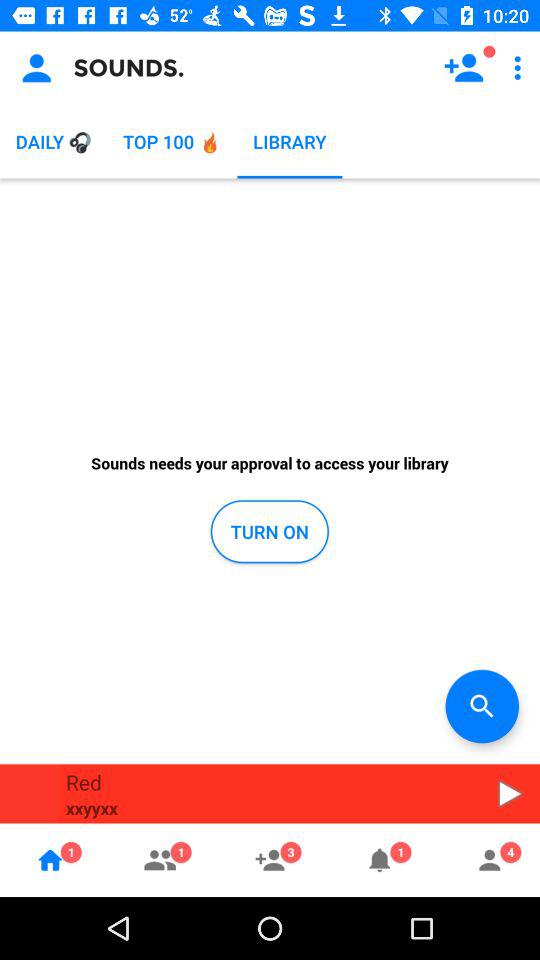 52° 10:20
SOUNDS.
DAILY 🎧 TOP 100 🔥 LIBRARY
Sounds needs your approval to access your library
TURN ON
Red
xxyyxx
1 1 3 1 4